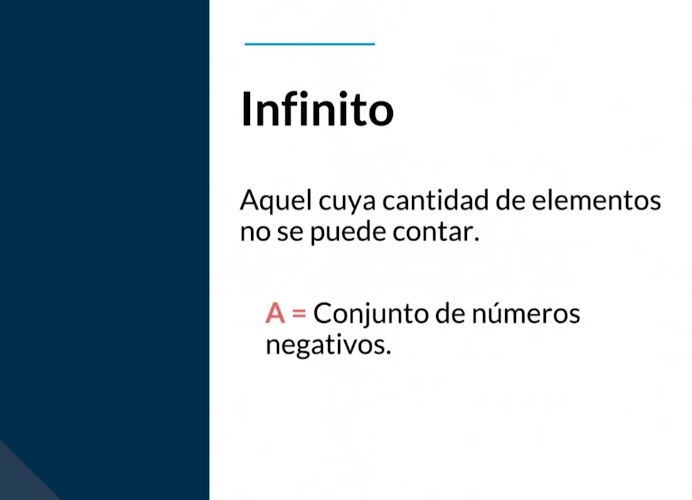 Infinito
Aquel cuya cantidad de elementos
no se puede contar.
A = Conjunto de números
negativos.